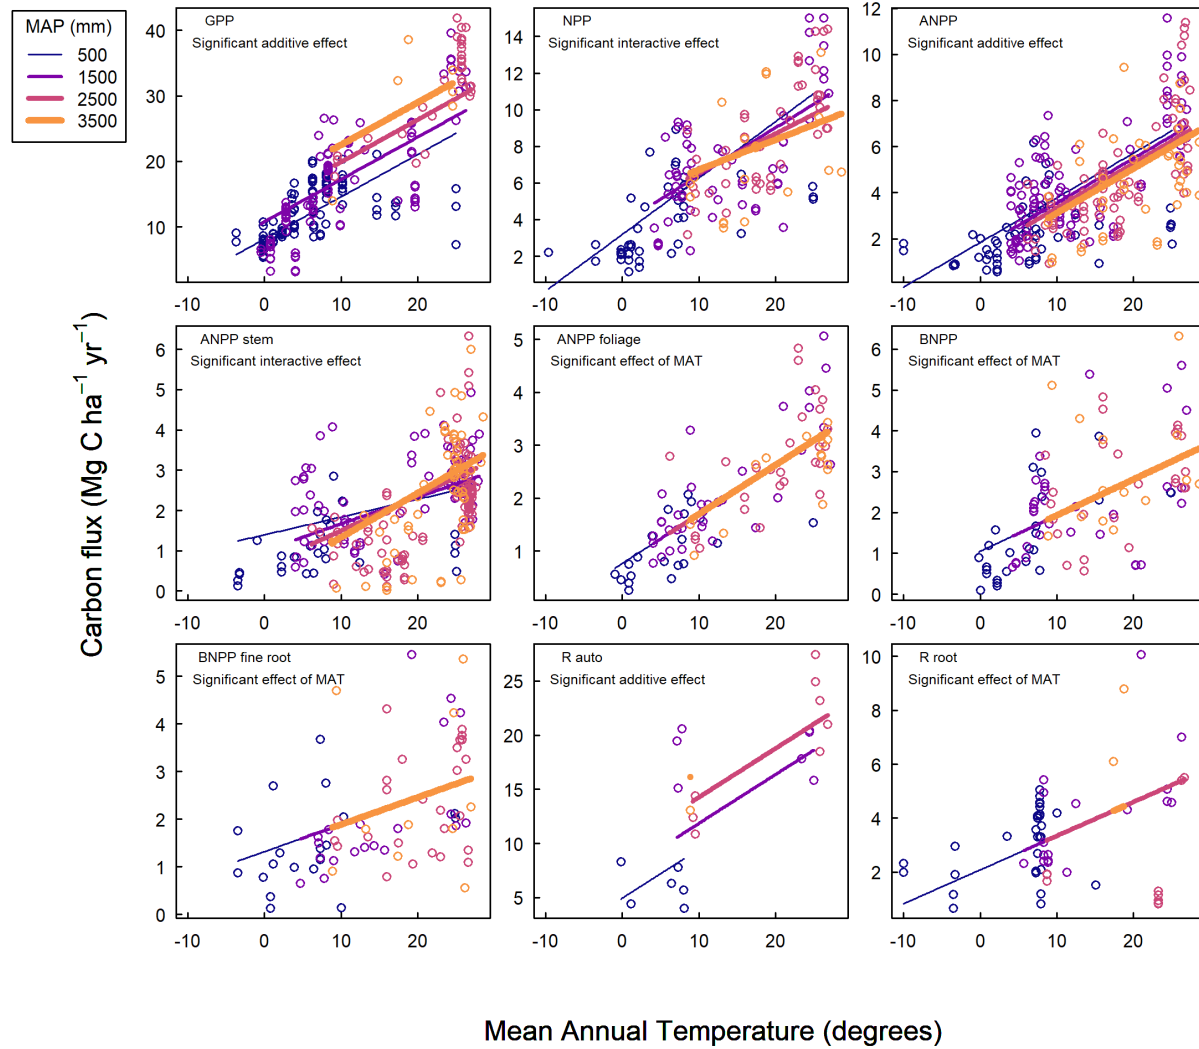 MAP (mm)
500
1500
2500
3500
GPP
Significant additive effect
40
30
20
10
-10 0 10 20
NPP
Significant interactive effect
14
12
10
8
6
4
2
-10 0 10 20
ANPP
Significant additive effect
12
10
8
6
4
2
-10 0 10 20
ANPP stem
Significant interactive effect
6
5
4
3
2
1
0
-10 0 10 20
ANPP foliage
Significant effect of MAT
5
4
3
2
1
-10 0 10 20
BNPP
Significant effect of MAT
6
5
4
3
2
1
0
-10 0 10 20
BNPP fine root
Significant effect of MAT
5
4
3
2
1
0
-10 0 10 20
R auto
Significant additive effect
25
20
15
10
5
-10 0 10 20
R root
Significant effect of MAT
10
8
6
4
2
-10 0 10 20
Carbon flux (Mg C ha⁻¹ yr⁻¹)
Mean Annual Temperature (degrees)